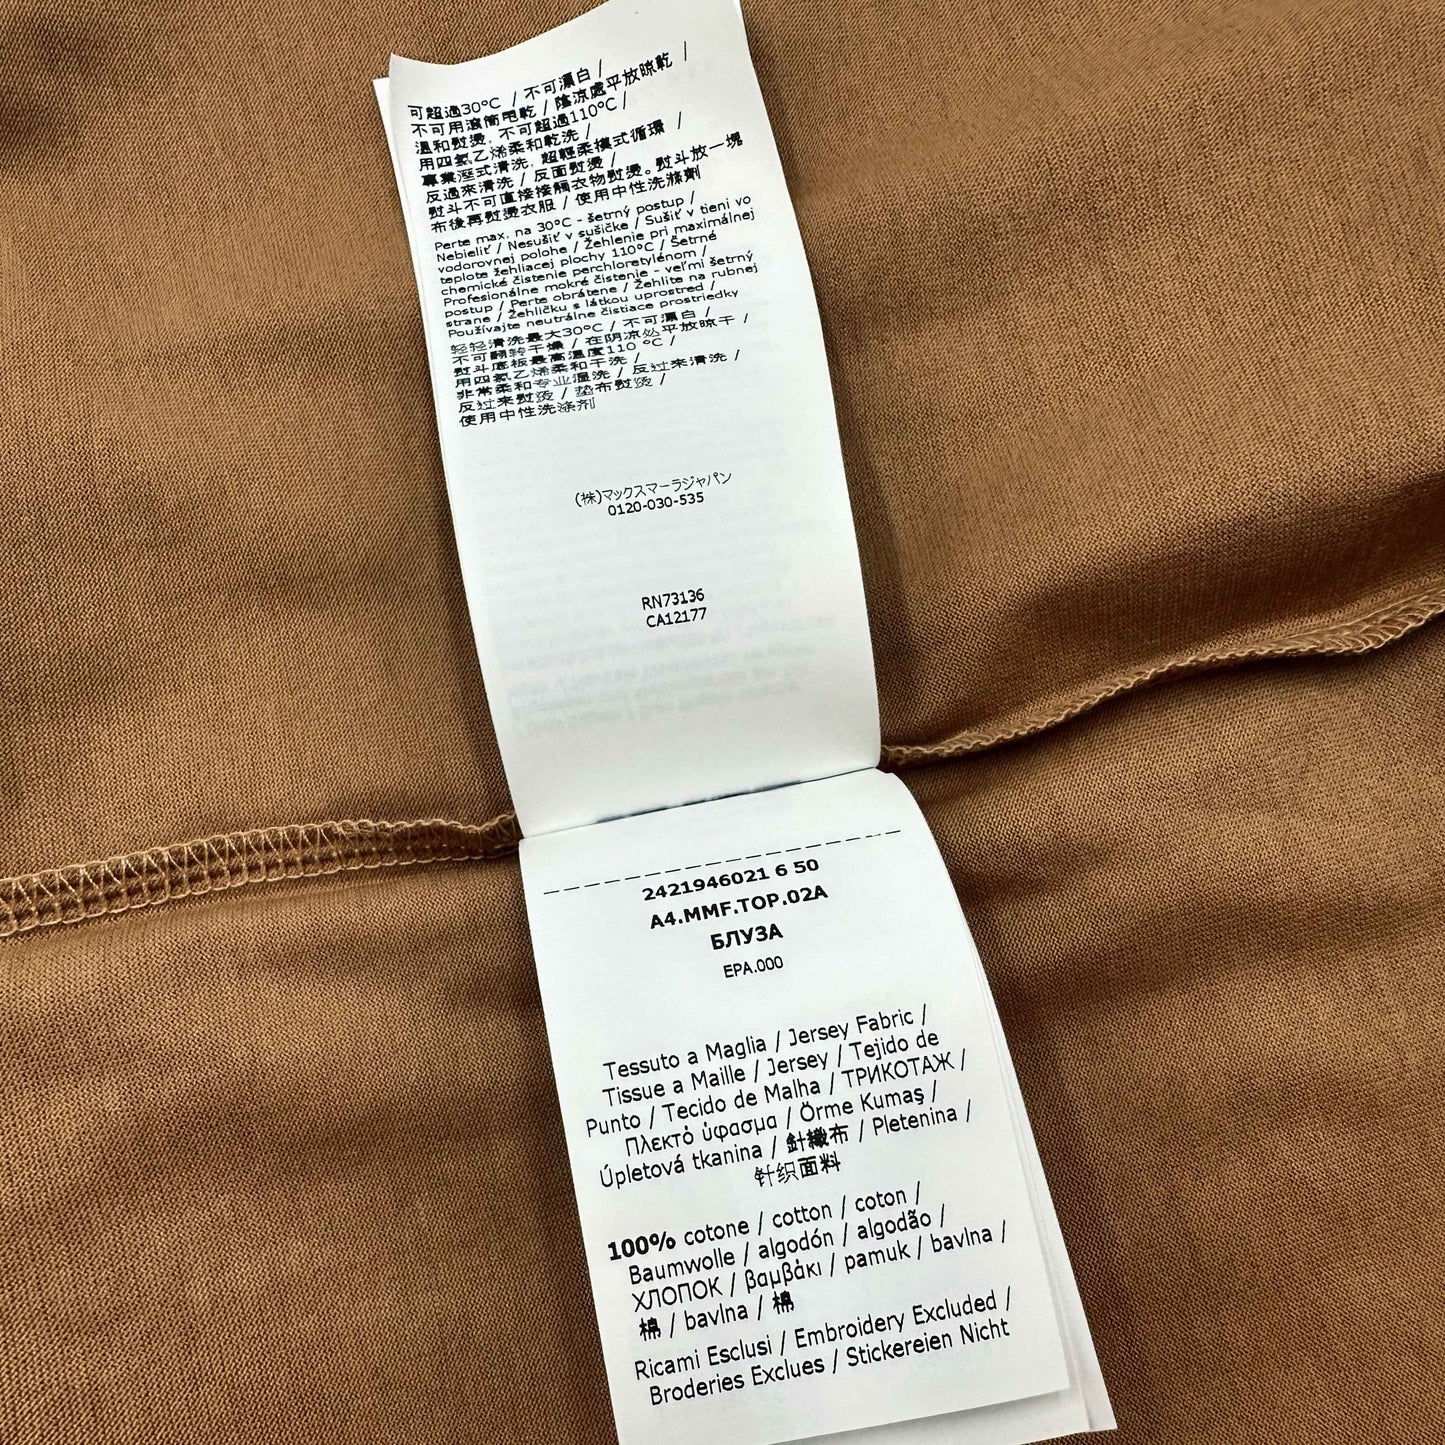 可超過30°C / 不可漂白 /
不可用滾筒甩乾 / 陰涼處平放晾乾 /
溫和熨燙, 不可超過110°C /
用四氯乙烯柔和乾洗 /
專業溼式清洗, 超輕柔模式循環 /
反過來清洗 / 反面熨燙 /
熨斗不可直接接觸衣物熨燙。熨斗放一塊
布後再熨燙衣服 / 使用中性洗滌劑
Perte max. na 30°C - šetrný postup /
Nebieliť / Nesušiť v sušičke / Sušiť v tieni vo
vodorovnej polohe / Žehlenie pri maximálnej
teplote žehliacej plochy 110°C / Šetrné
chemické čistenie perchloretylénom /
Profesionálne mokré čistenie - veľmi šetrný
postup / Perte obrátene / Žehlite na rubnej
strane / Žehličku s látkou uprostred /
Používajte neutrálne čistiace prostriedky
轻轻清洗最大30°C / 不可漂白 /
不可翻转干燥 / 在阴凉处平放晾干 /
熨斗底板最高温度110 °C /
用四氯乙烯柔和干洗 /
非常柔和专业湿洗 / 反过来清洗 /
反过来熨烫 / 垫布熨烫 /
使用中性洗涤剂
(株)マックスマーラジャパン
0120-030-535
RN73136
CA12177
2421946021 6 50
A4.MMF.TOP.02A
БЛУЗА
EPA.000
Tessuto a Maglia / Jersey Fabric /
Tissue a Maille / Jersey / Tejido de
Punto / Tecido de Malha / ТРИКОТАЖ /
Πλεκτὸ ὑφασμα / Örme Kumaş /
Úpletová tkanina / 針織布 / Pletenina /
针织面料
100% cotone / cotton / coton /
Baumwolle / algodón / algodão /
ХЛОПОК / βαμβάκι / pamuk / bavlna /
棉 / bavlna / 棉
Ricami Esclusi / Embroidery Excluded /
Broderies Exclues / Stickereien Nicht